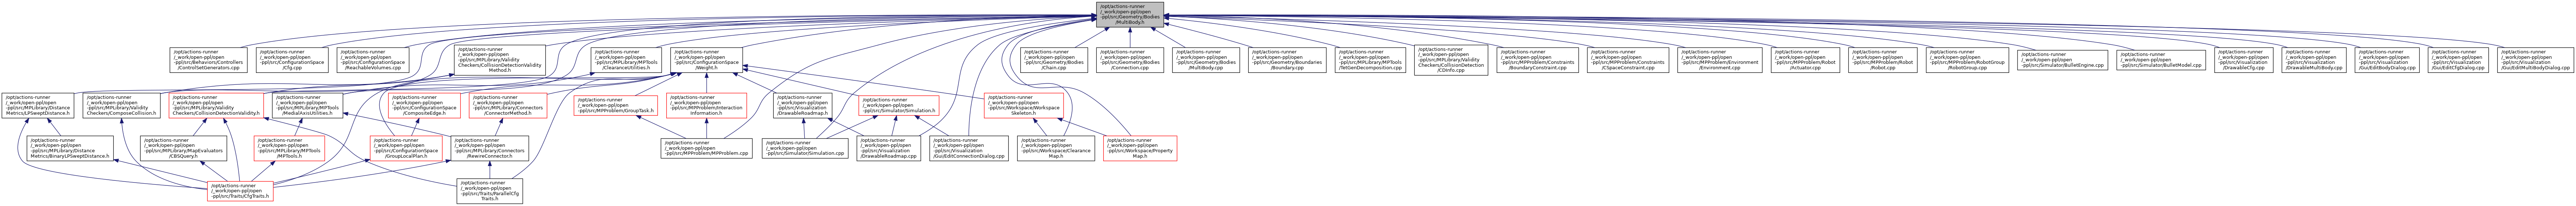 /opt/actions-runner
/_work/open-ppl/open
-ppl/src/Geometry/Bodies
/MultiBody.h
/opt/actions-runner
/_work/open-ppl/open
-ppl/src/Behaviors/Controllers
/ControlSetGenerators.cpp
/opt/actions-runner
/_work/open-ppl/open
-ppl/src/ConfigurationSpace
/Cfg.cpp
/opt/actions-runner
/_work/open-ppl/open
-ppl/src/ConfigurationSpace
/ReachableVolumes.cpp
/opt/actions-runner
/_work/open-ppl/open
-ppl/src/MPLibrary/Validity
Checkers/CollisionDetectionValidity
Method.h
/opt/actions-runner
/_work/open-ppl/open
-ppl/src/MPLibrary/MPTools
/ClearanceUtilities.h
/opt/actions-runner
/_work/open-ppl/open
-ppl/src/ConfigurationSpace
/Weight.h
/opt/actions-runner
/_work/open-ppl/open
-ppl/src/Geometry/Bodies
/Chain.cpp
/opt/actions-runner
/_work/open-ppl/open
-ppl/src/Geometry/Bodies
/Connection.cpp
/opt/actions-runner
/_work/open-ppl/open
-ppl/src/Geometry/Bodies
/MultiBody.cpp
/opt/actions-runner
/_work/open-ppl/open
-ppl/src/Geometry/Boundaries
/Boundary.cpp
/opt/actions-runner
/_work/open-ppl/open
-ppl/src/MPLibrary/MPTools
/TetGenDecomposition.cpp
/opt/actions-runner
/_work/open-ppl/open
-ppl/src/MPLibrary/Validity
Checkers/CollisionDetection
/CDInfo.cpp
/opt/actions-runner
/_work/open-ppl/open
-ppl/src/MPProblem/Constraints
/BoundaryConstraint.cpp
/opt/actions-runner
/_work/open-ppl/open
-ppl/src/MPProblem/Constraints
/CSpaceConstraint.cpp
/opt/actions-runner
/_work/open-ppl/open
-ppl/src/MPProblem/Environment
/Environment.cpp
/opt/actions-runner
/_work/open-ppl/open
-ppl/src/MPProblem/Robot
/Actuator.cpp
/opt/actions-runner
/_work/open-ppl/open
-ppl/src/MPProblem/Robot
/Robot.cpp
/opt/actions-runner
/_work/open-ppl/open
-ppl/src/MPProblem/RobotGroup
/RobotGroup.cpp
/opt/actions-runner
/_work/open-ppl/open
-ppl/src/Simulator/BulletEngine.cpp
/opt/actions-runner
/_work/open-ppl/open
-ppl/src/Simulator/BulletModel.cpp
/opt/actions-runner
/_work/open-ppl/open
-ppl/src/Visualization
/DrawableCfg.cpp
/opt/actions-runner
/_work/open-ppl/open
-ppl/src/Visualization
/DrawableMultiBody.cpp
/opt/actions-runner
/_work/open-ppl/open
-ppl/src/Visualization
/Gui/EditBodyDialog.cpp
/opt/actions-runner
/_work/open-ppl/open
-ppl/src/Visualization
/Gui/EditCfgDialog.cpp
/opt/actions-runner
/_work/open-ppl/open
-ppl/src/Visualization
/Gui/EditMultiBodyDialog.cpp
/opt/actions-runner
/_work/open-ppl/open
-ppl/src/MPLibrary/Distance
Metrics/LPSweptDistance.h
/opt/actions-runner
/_work/open-ppl/open
-ppl/src/MPLibrary/Validity
Checkers/ComposeCollision.h
/opt/actions-runner
/_work/open-ppl/open
-ppl/src/MPLibrary/Validity
Checkers/CollisionDetectionValidity.h
/opt/actions-runner
/_work/open-ppl/open
-ppl/src/MPLibrary/MPTools
/MedialAxisUtilities.h
/opt/actions-runner
/_work/open-ppl/open
-ppl/src/ConfigurationSpace
/CompositeEdge.h
/opt/actions-runner
/_work/open-ppl/open
-ppl/src/MPLibrary/Connectors
/ConnectorMethod.h
/opt/actions-runner
/_work/open-ppl/open
-ppl/src/MPProblem/GroupTask.h
/opt/actions-runner
/_work/open-ppl/open
-ppl/src/MPProblem/Interaction
Information.h
/opt/actions-runner
/_work/open-ppl/open
-ppl/src/Visualization
/DrawableRoadmap.h
/opt/actions-runner
/_work/open-ppl/open
-ppl/src/Simulator/Simulation.h
/opt/actions-runner
/_work/open-ppl/open
-ppl/src/Workspace/Workspace
Skeleton.h
/opt/actions-runner
/_work/open-ppl/open
-ppl/src/MPLibrary/Distance
Metrics/BinaryLPSweptDistance.h
/opt/actions-runner
/_work/open-ppl/open
-ppl/src/MPLibrary/MapEvaluators
/CBSQuery.h
/opt/actions-runner
/_work/open-ppl/open
-ppl/src/MPLibrary/MPTools
/MPTools.h
/opt/actions-runner
/_work/open-ppl/open
-ppl/src/ConfigurationSpace
/GroupLocalPlan.h
/opt/actions-runner
/_work/open-ppl/open
-ppl/src/MPLibrary/Connectors
/RewireConnector.h
/opt/actions-runner
/_work/open-ppl/open
-ppl/src/MPProblem/MPProblem.cpp
/opt/actions-runner
/_work/open-ppl/open
-ppl/src/Simulator/Simulation.cpp
/opt/actions-runner
/_work/open-ppl/open
-ppl/src/Visualization
/DrawableRoadmap.cpp
/opt/actions-runner
/_work/open-ppl/open
-ppl/src/Visualization
/Gui/EditConnectionDialog.cpp
/opt/actions-runner
/_work/open-ppl/open
-ppl/src/Workspace/Clearance
Map.h
/opt/actions-runner
/_work/open-ppl/open
-ppl/src/Workspace/Property
Map.h
/opt/actions-runner
/_work/open-ppl/open
-ppl/src/Traits/CfgTraits.h
/opt/actions-runner
/_work/open-ppl/open
-ppl/src/Traits/ParallelCfg
Traits.h